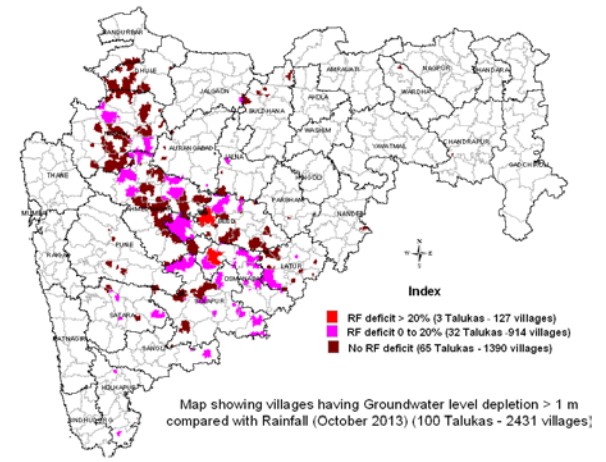 NANDURBAR
DHULE
JALGAON
BULDHANA
AKOLA
AMRAVATI
NAGPUR
BHANDARA
WARDHA
WASHIM
YAVATMAL
CHANDRAPUR
GADCHIROLI
AURANGABAD
JALNA
HINGOLI
PARBHANI
NANDED
THANE
MUMBAI
PUNE
RAIGAD
BEED
LATUR
OSMANABAD
SOLAPUR
SATARA
RATNAGIRI
SANGLI
KOLHAPUR
SINDHUDURG
W E
S
Index
RF deficit > 20% (3 Talukas - 127 villages)
RF deficit 0 to 20% (32 Talukas -914 villages)
No RF deficit (65 Talukas - 1390 villages)
Map showing villages having Groundwater level depletion > 1 m
compared with Rainfall (October 2013) (100 Talukas - 2431 villages)